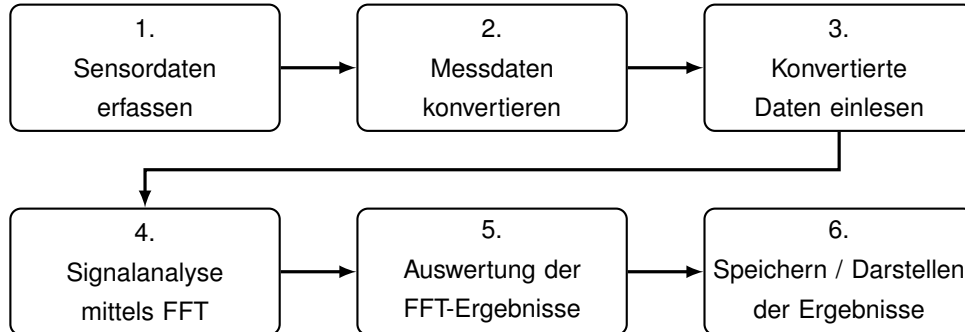 1.
Sensordaten
erfassen
2.
Messdaten
konvertieren
3.
Konvertierte
Daten einlesen
4.
Signalanalyse
mittels FFT
5.
Auswertung der
FFT-Ergebnisse
6.
Speichern / Darstellen
der Ergebnisse